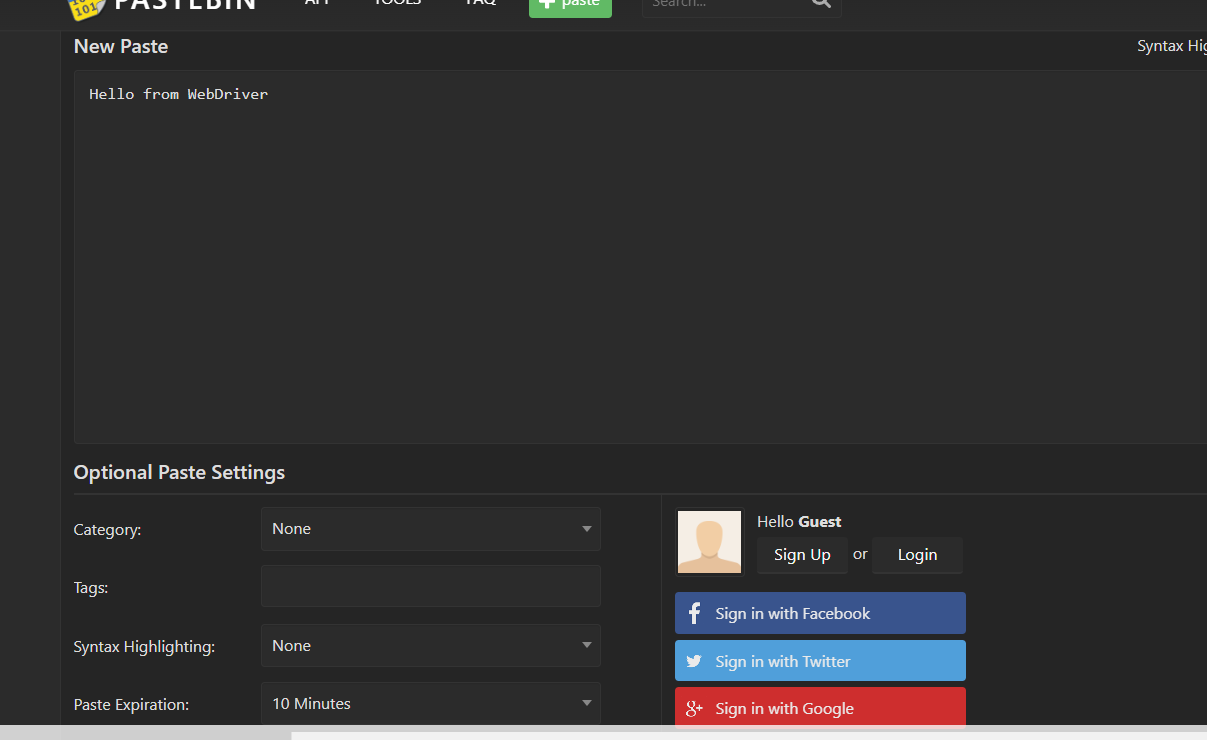 PASTEBIN API TOOLS FAQ paste Search...
New Paste Syntax Hig
Hello from WebDriver
Optional Paste Settings
Category: None
Tags:
Syntax Highlighting: None
Paste Expiration: 10 Minutes
Hello Guest
Sign Up or Login
Sign in with Facebook
Sign in with Twitter
Sign in with Google